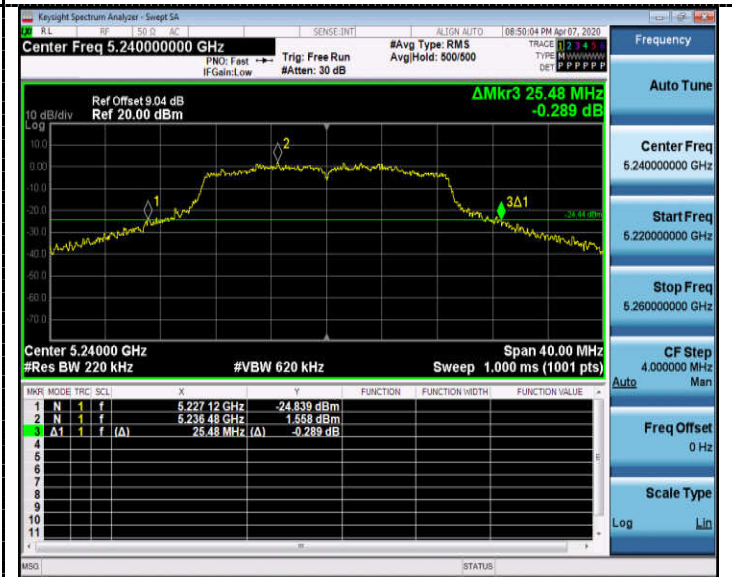 Keysight Spectrum Analyzer - Swept SA
RL RF 50 Ω AC SENSE:INT ALIGN AUTO 08:50:04 PM Apr 07, 2020
Center Freq 5.240000000 GHz
PNO: Fast
IFGain:Low
Trig: Free Run
#Atten: 30 dB
#Avg Type: RMS
Avg|Hold: 500/500
TRACE 1 2 3 4 5 6
TYPE M W W W W W
DET P P P P P P
Frequency
Auto Tune
Center Freq
5.240000000 GHz
Start Freq
5.220000000 GHz
Stop Freq
5.260000000 GHz
CF Step
4.000000 MHz
Auto Man
Freq Offset
0 Hz
Scale Type
Log Lin
Ref Offset 9.04 dB
10 dB/div Ref 20.00 dBm
Log
ΔMkr3 25.48 MHz
-0.289 dB
10.0
0.00
-10.0
-20.0
-30.0
-40.0
-50.0
-60.0
-70.0
1
2
3Δ1
-24.44 dBm
Center 5.24000 GHz Span 40.00 MHz
#Res BW 220 kHz #VBW 620 kHz Sweep 1.000 ms (1001 pts)
MKR MODE TRC SCL X Y FUNCTION FUNCTION WIDTH FUNCTION VALUE
1 N 1 f 5.227 12 GHz -24.839 dBm
2 N 1 f 5.236 48 GHz 1.558 dBm
3 Δ1 1 f (Δ) 25.48 MHz (Δ) -0.289 dB
4
5
6
7
8
9
10
11
MSG STATUS